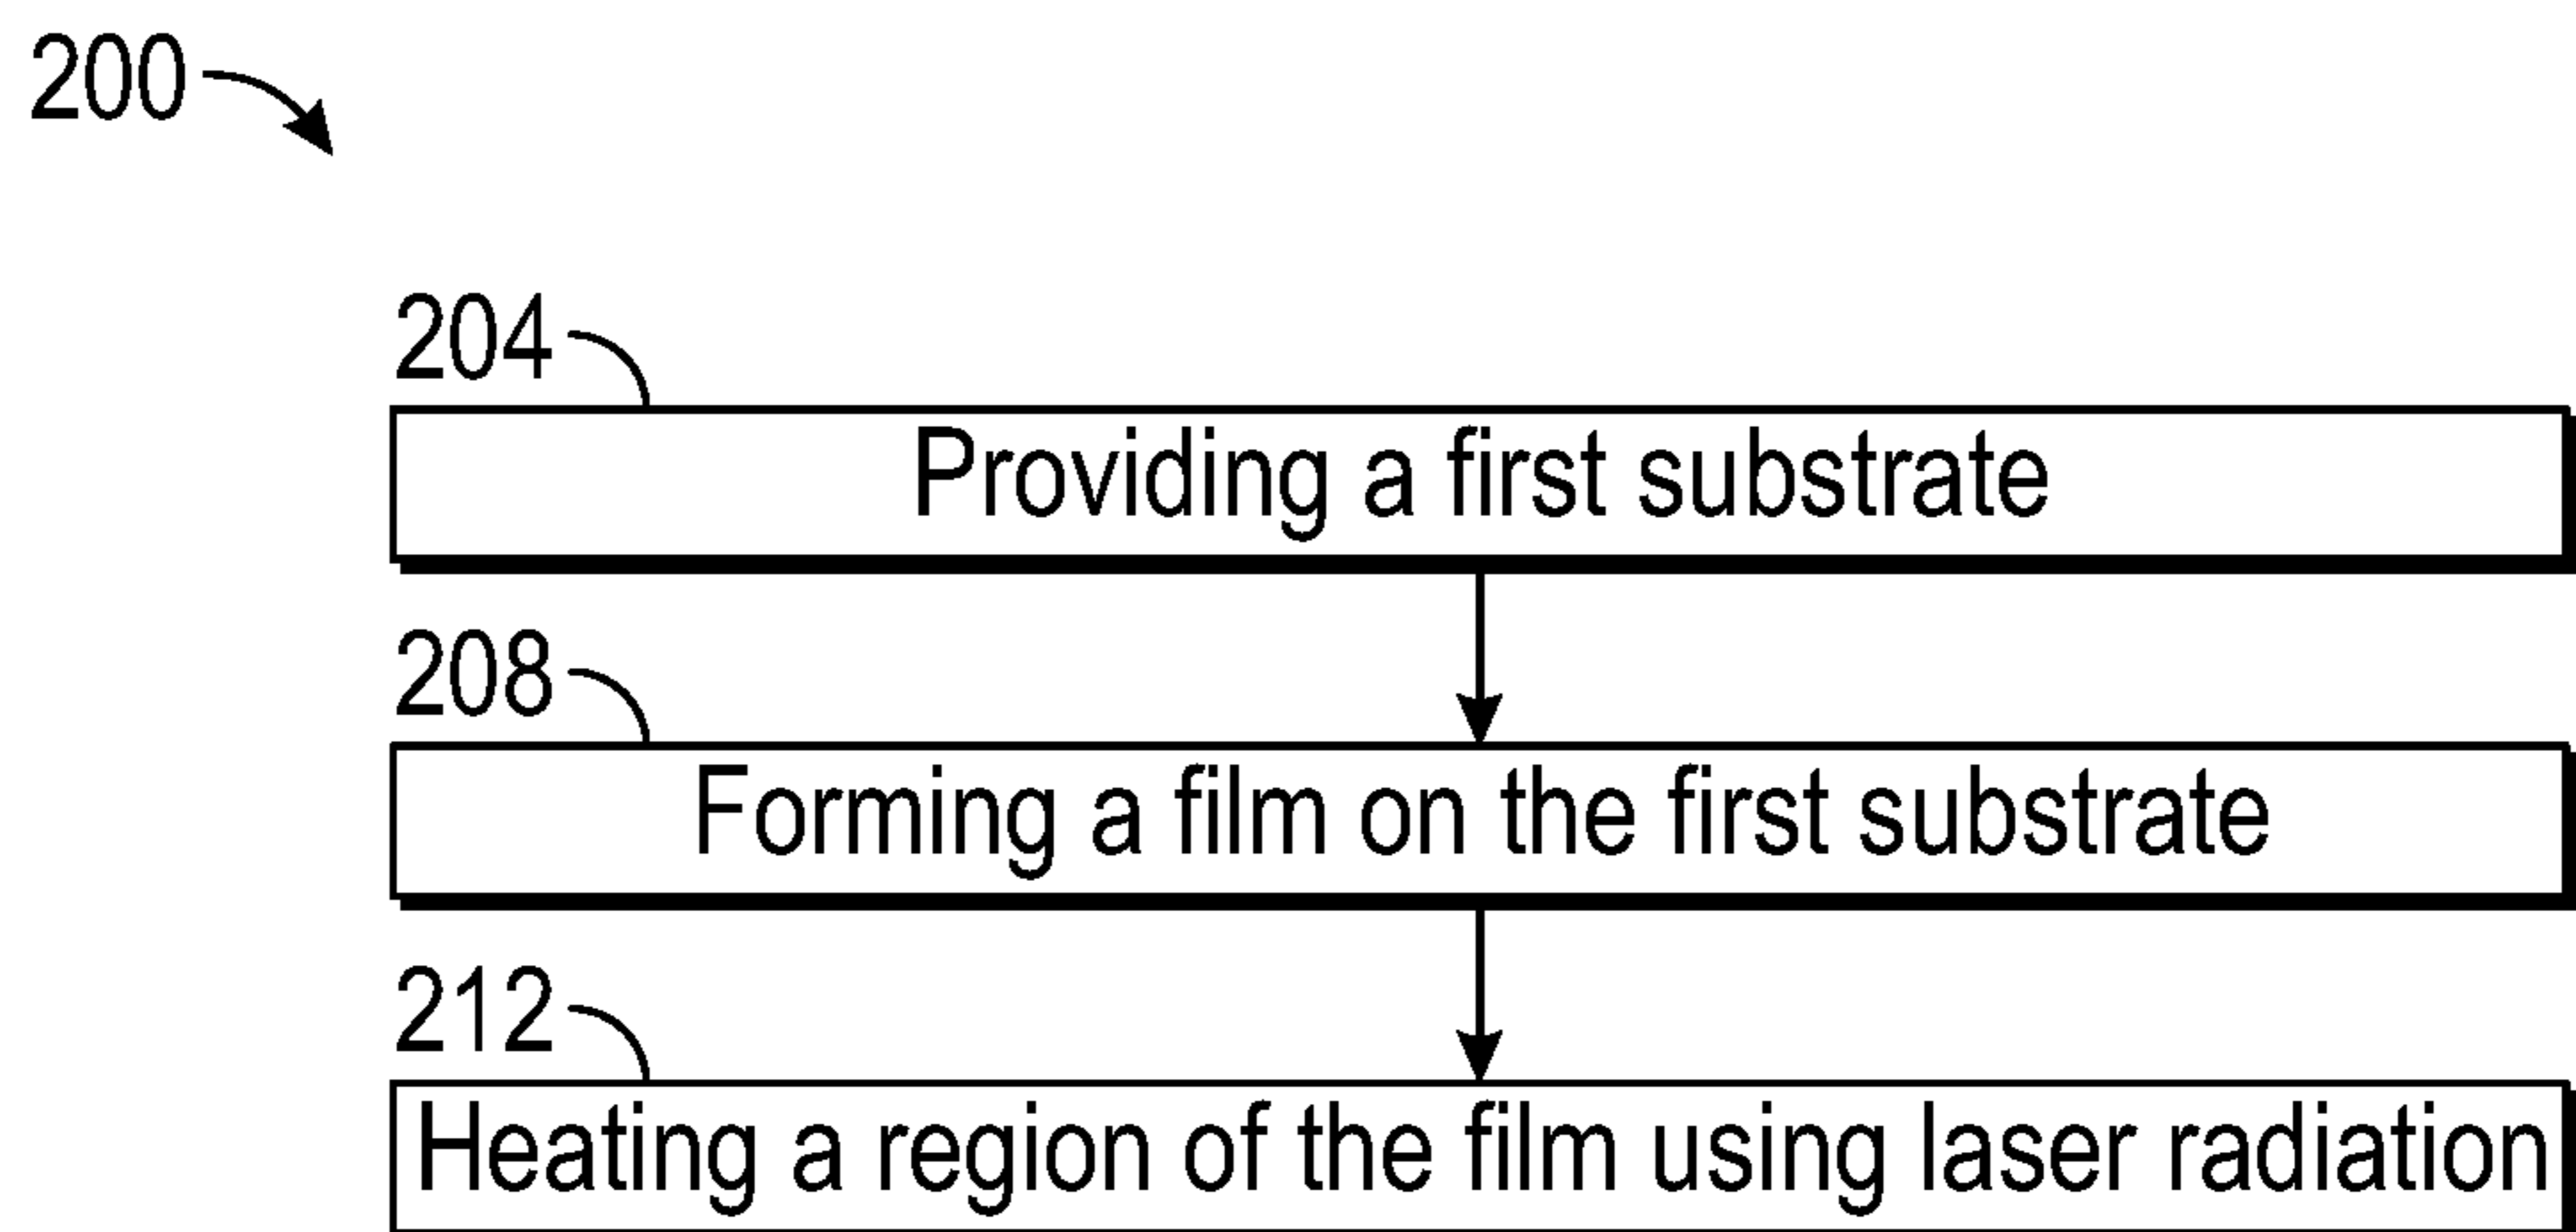 200
204
Providing a first substrate
208
Forming a film on the first substrate
212
Heating a region of the film using laser radiation